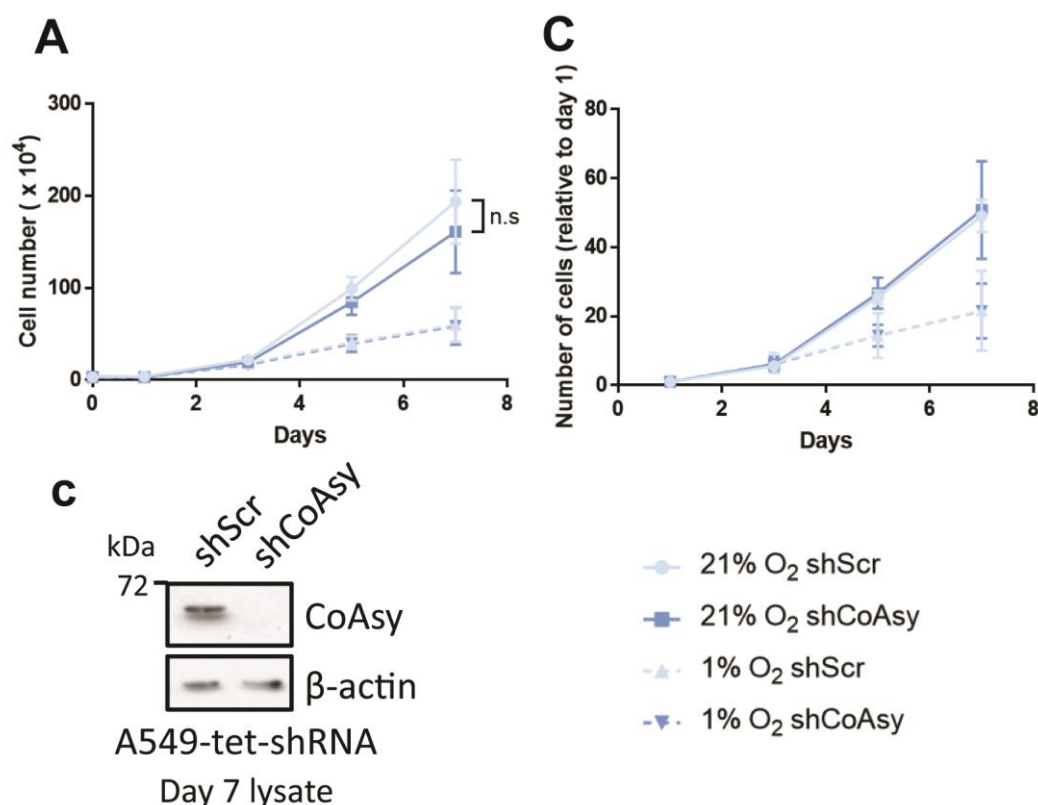 A
Cell number ( x 10⁴)
300
200
100
0
0 2 4 6 8
Days
n.s
C
Number of cells (relative to day 1)
80
60
40
20
0
0 2 4 6 8
Days
c
shScr
shCoAsy
kDa
72
CoAsy
β-actin
A549-tet-shRNA
Day 7 lysate
21% O₂ shScr
21% O₂ shCoAsy
1% O₂ shScr
1% O₂ shCoAsy